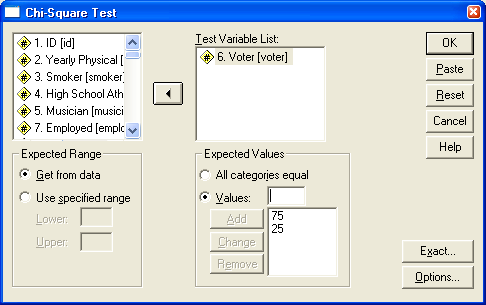 Chi-Square Test
1. ID [id]
2. Yearly Physical [
3. Smoker [smoker]
4. High School Ath
5. Musician [musici
7. Employed [emplo
Test Variable List:
6. Voter [voter]
OK
Paste
Reset
Cancel
Help
Expected Range
Get from data
Use specified range
Lower:
Upper:
Expected Values
All categories equal
Values:
Add
Change
Remove
75
25
Exact...
Options...